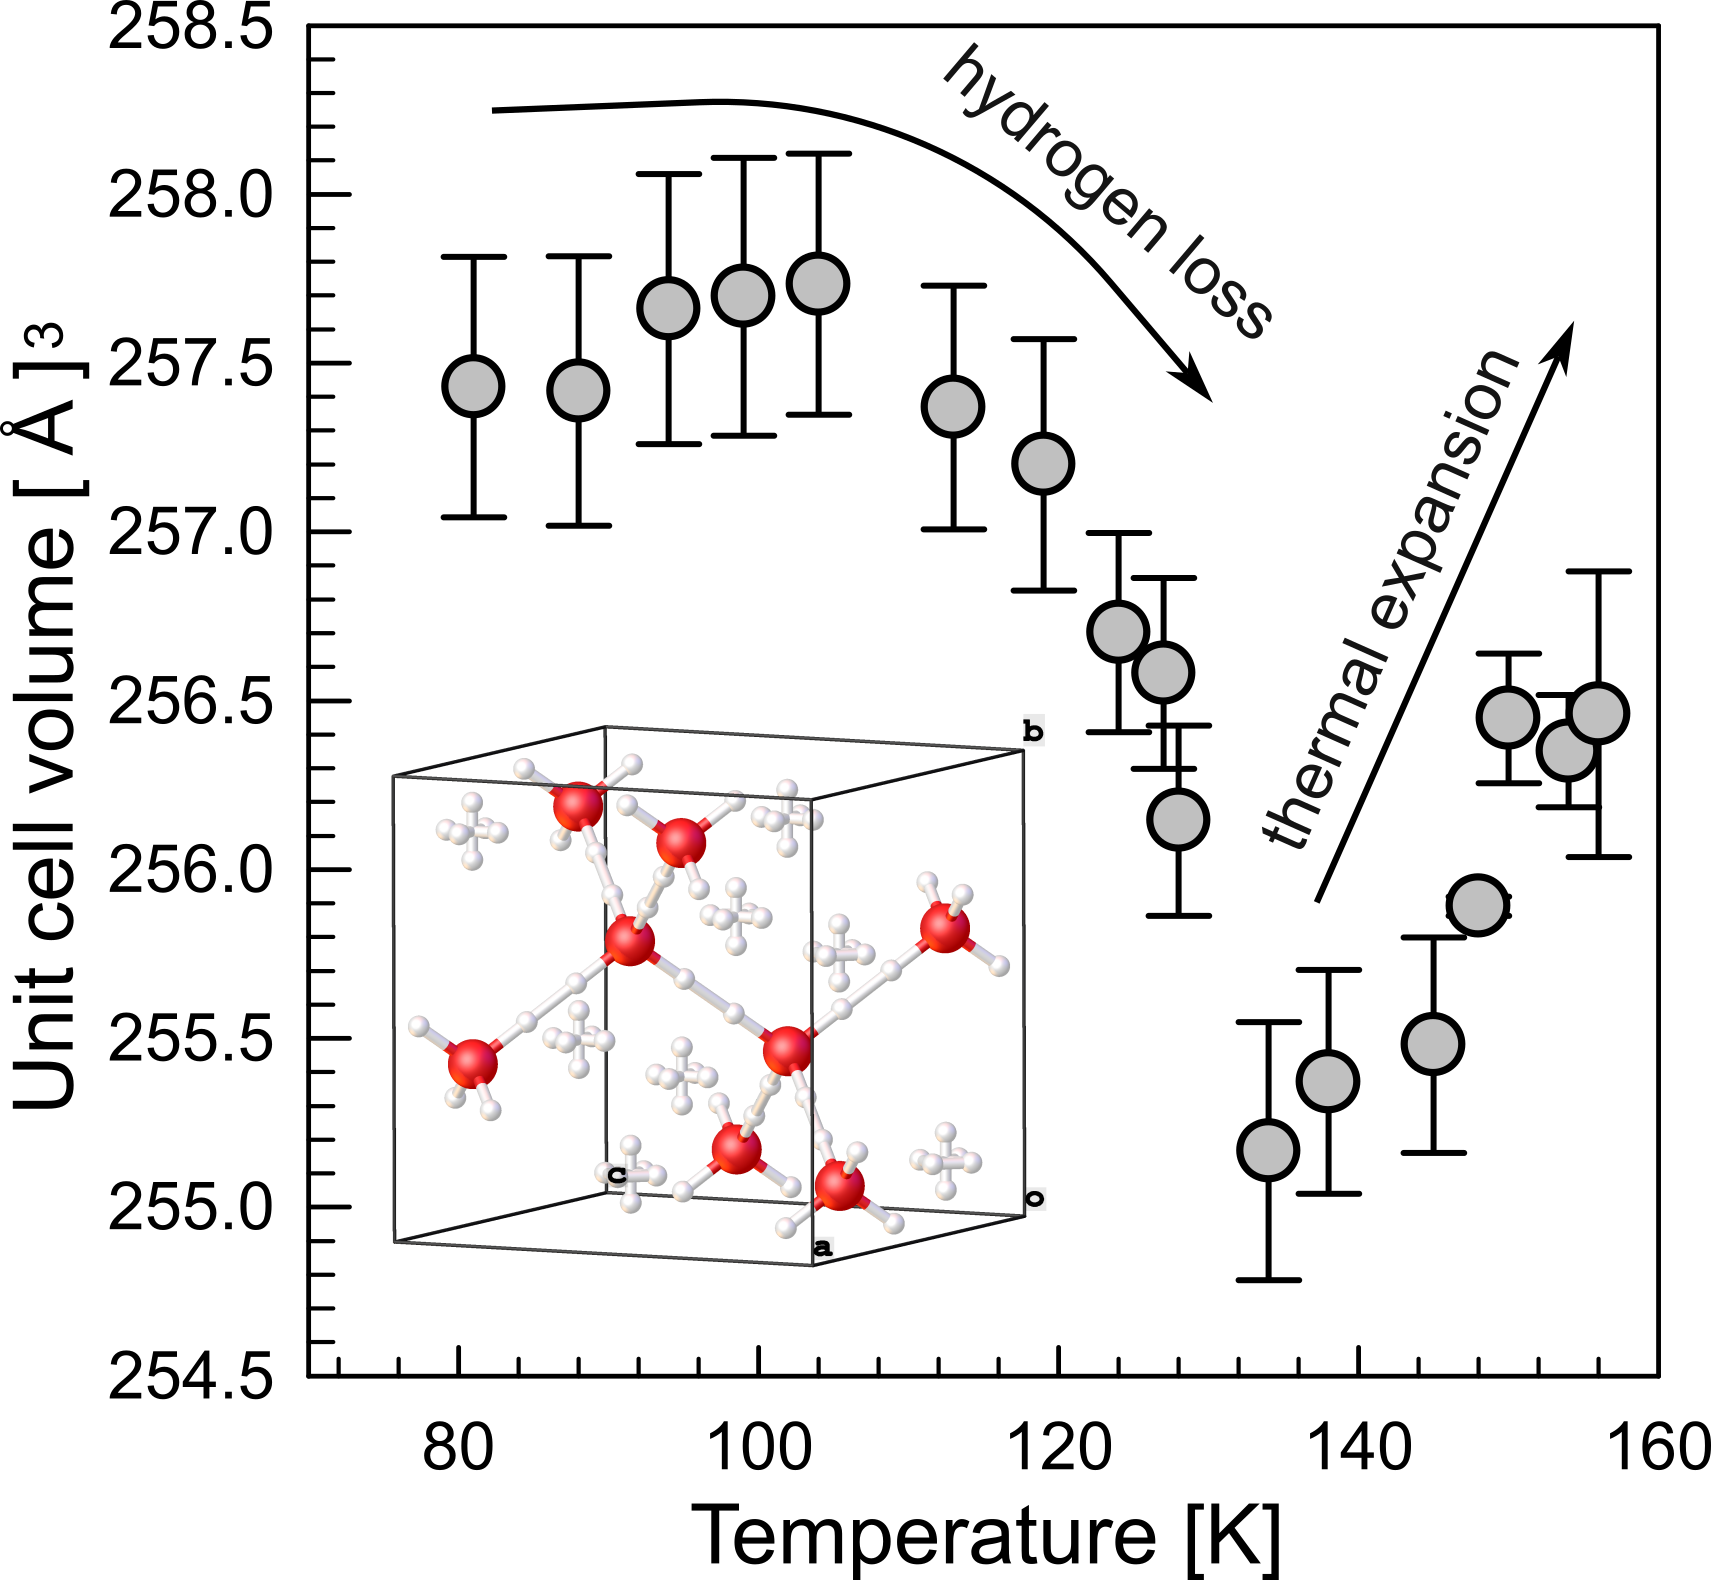 258.5
258.0
257.5
257.0
256.5
256.0
255.5
255.0
254.5
Unit cell volume [ Å ]³
hydrogen loss
thermal expansion
b
c
o
a
80 100 120 140 160
Temperature [K]